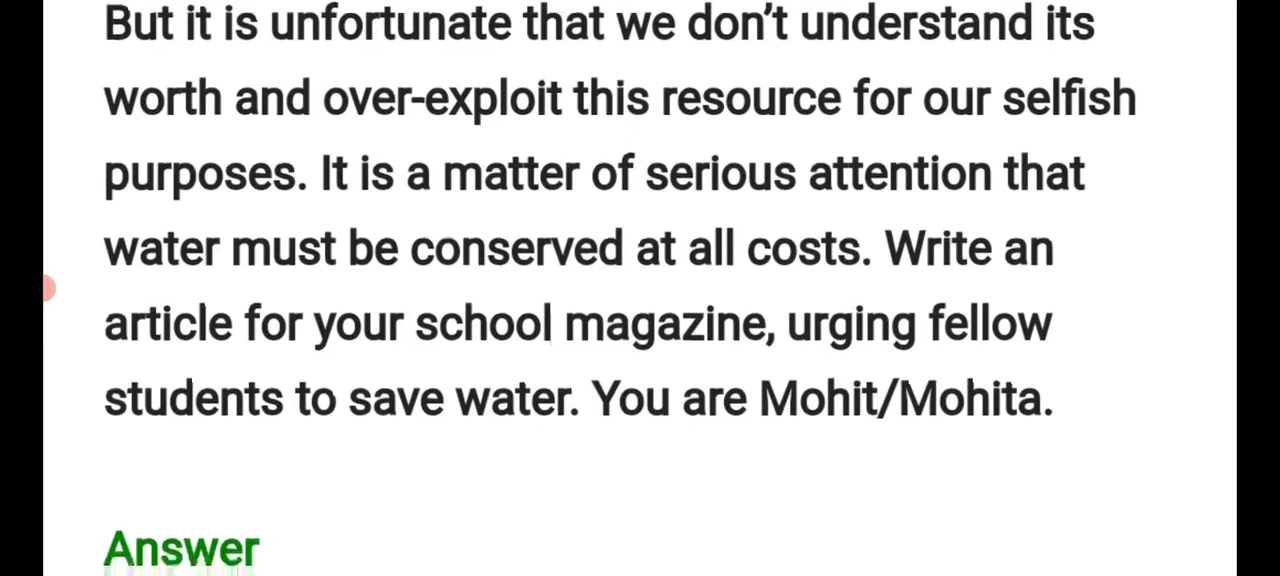 But it is unfortunate that we don’t understand its
worth and over-exploit this resource for our selfish
purposes. It is a matter of serious attention that
water must be conserved at all costs. Write an
article for your school magazine, urging fellow
students to save water. You are Mohit/Mohita.
Answer